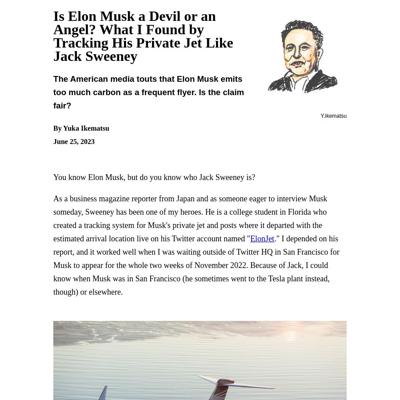 Is Elon Musk a Devil or an
Angel? What I Found by
Tracking His Private Jet Like
Jack Sweeney
The American media touts that Elon Musk emits
too much carbon as a frequent flyer. Is the claim
fair?
Y.Ikematsu
By Yuka Ikematsu
June 25, 2023
You know Elon Musk, but do you know who Jack Sweeney is?
As a business magazine reporter from Japan and as someone eager to interview Musk
someday, Sweeney has been one of my heroes. He is a college student in Florida who
created a tracking system for Musk's private jet and posts where it departed with the
estimated arrival location live on his Twitter account named "ElonJet." I depended on his
report, and it worked well when I was waiting outside of Twitter HQ in San Francisco for
Musk to appear for the whole two weeks of November 2022. Because of Jack, I could
know when Musk was in San Francisco (he sometimes went to the Tesla plant instead,
though) or elsewhere.